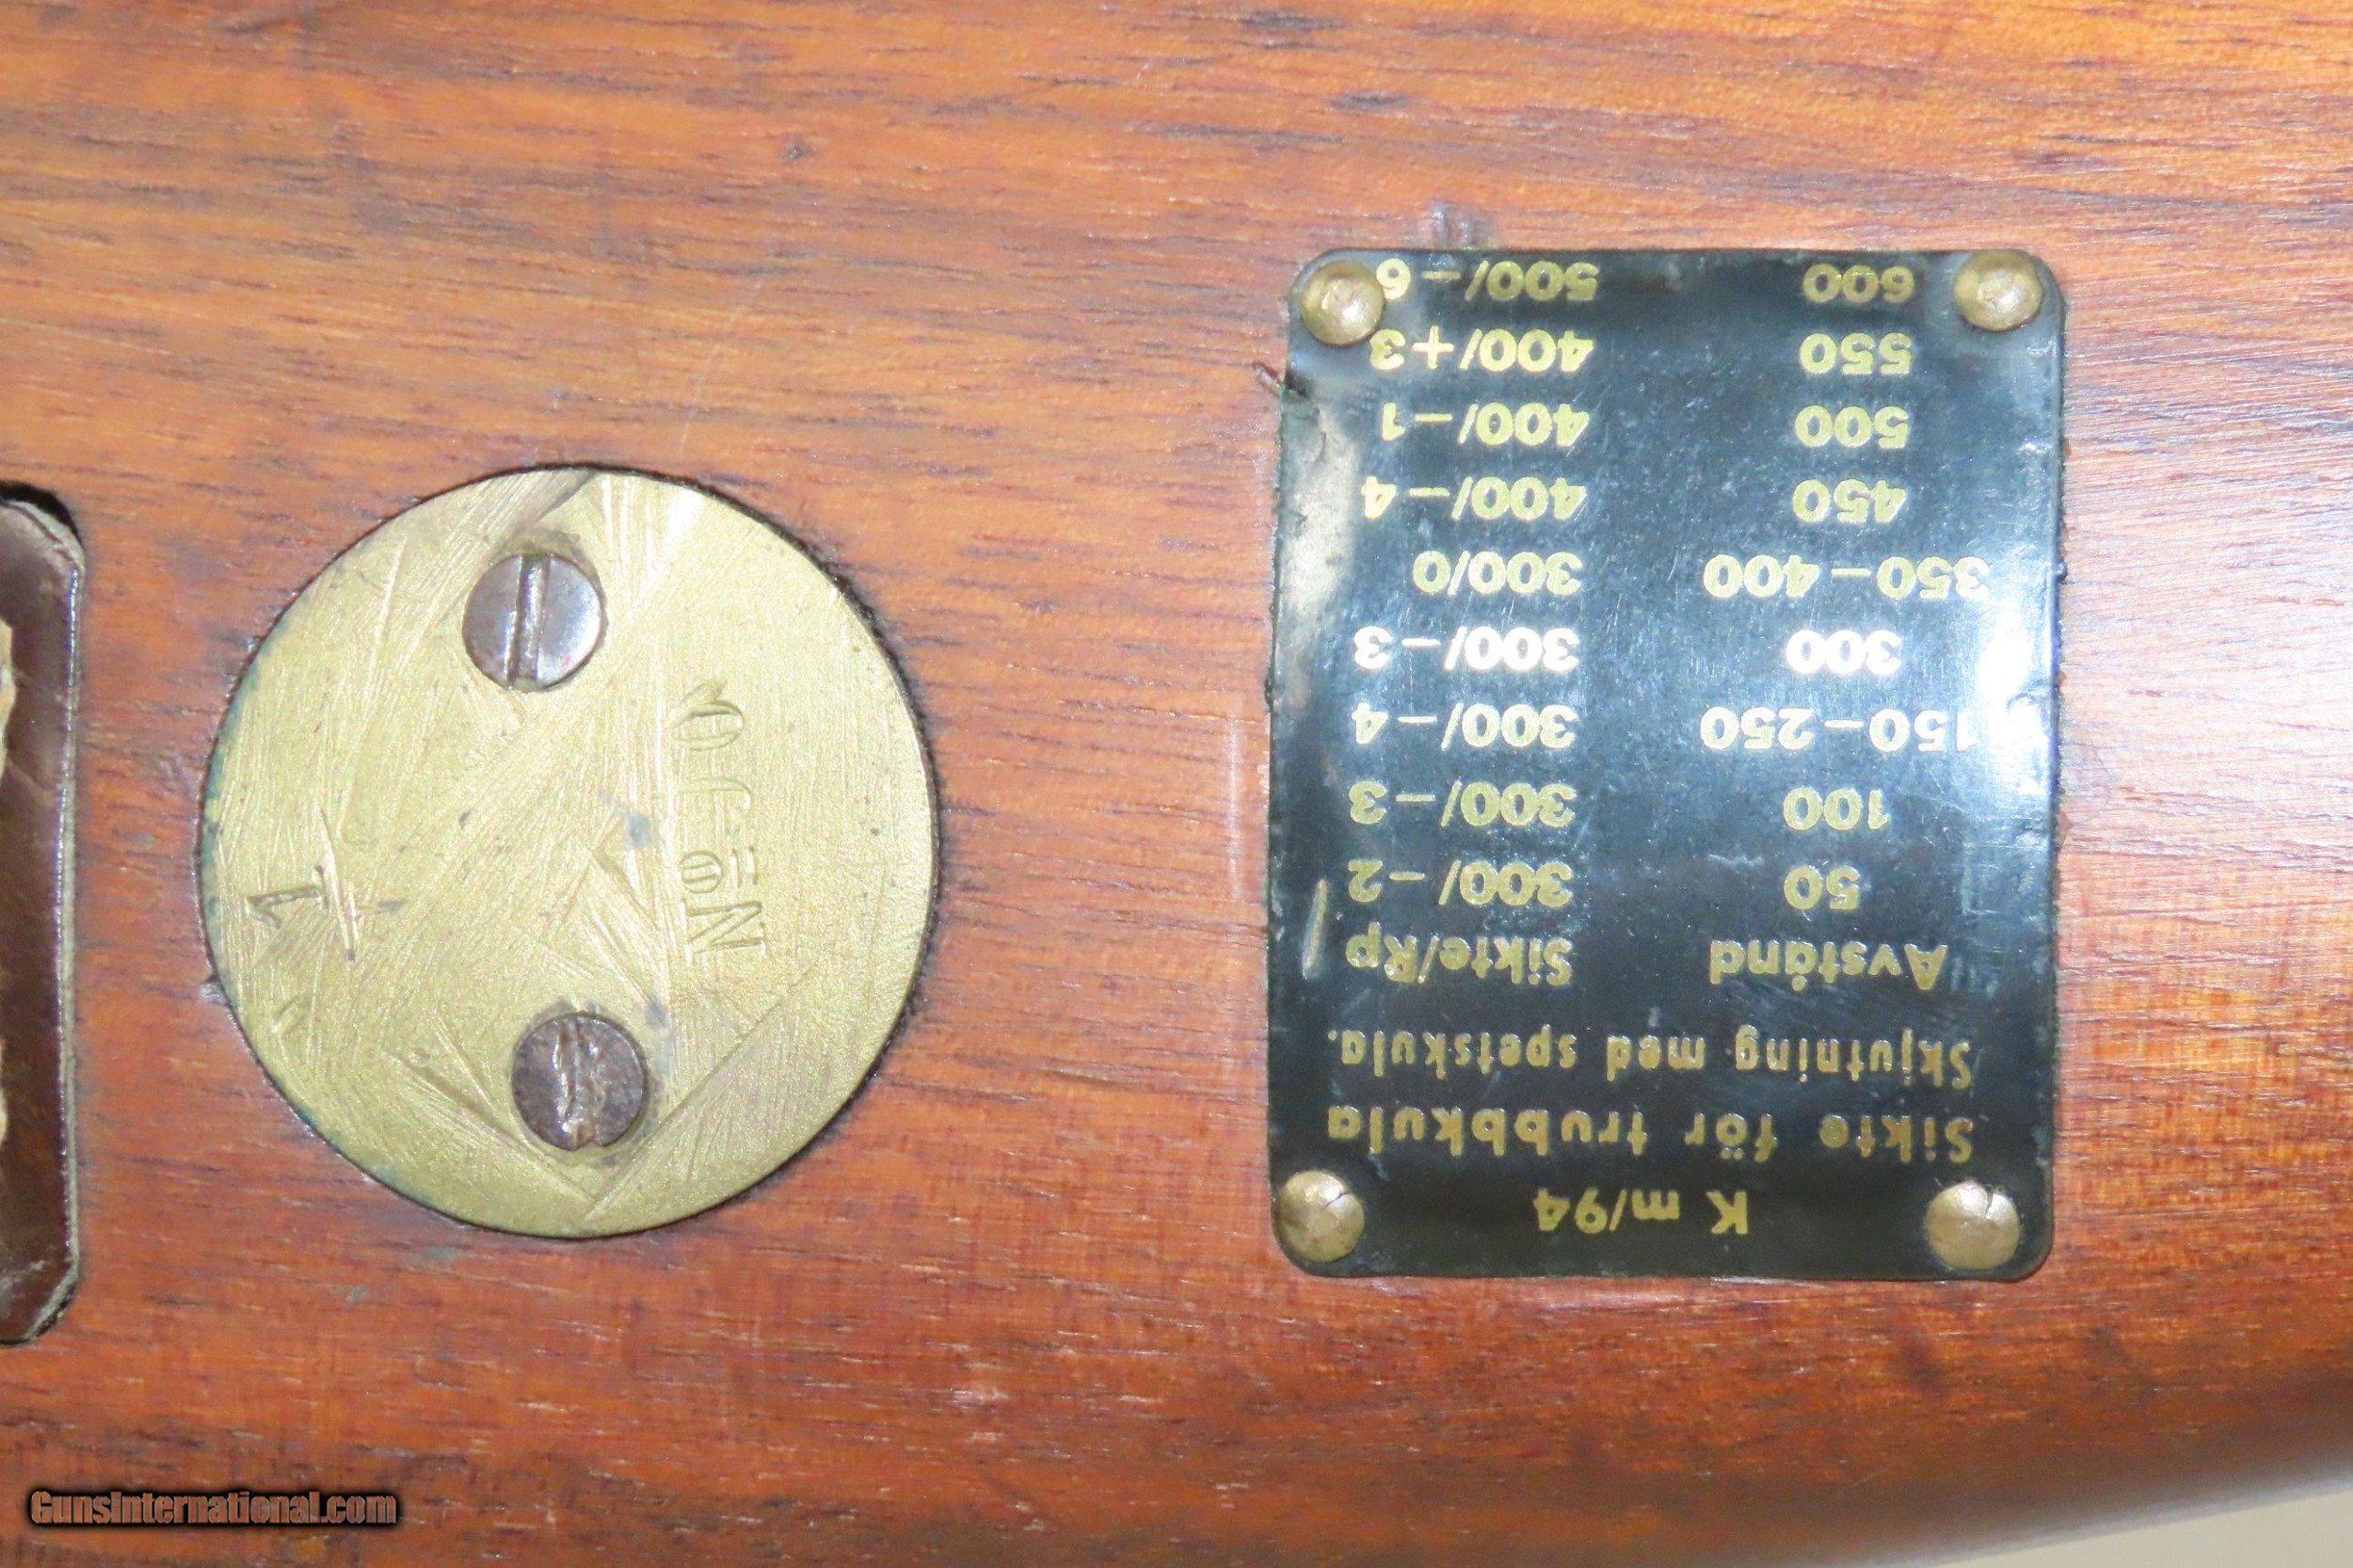 K m/94
Sikte för trubbkula
Skjutning med spetskula.
Avstånd Sikte/Rp
50 300/-2
100 300/-3
150-250 300/-4
300 300/-3
350-400 300/0
450 400/-4
500 400/-1
550 400/+3
600 500/-6
1
GunsInternational.com